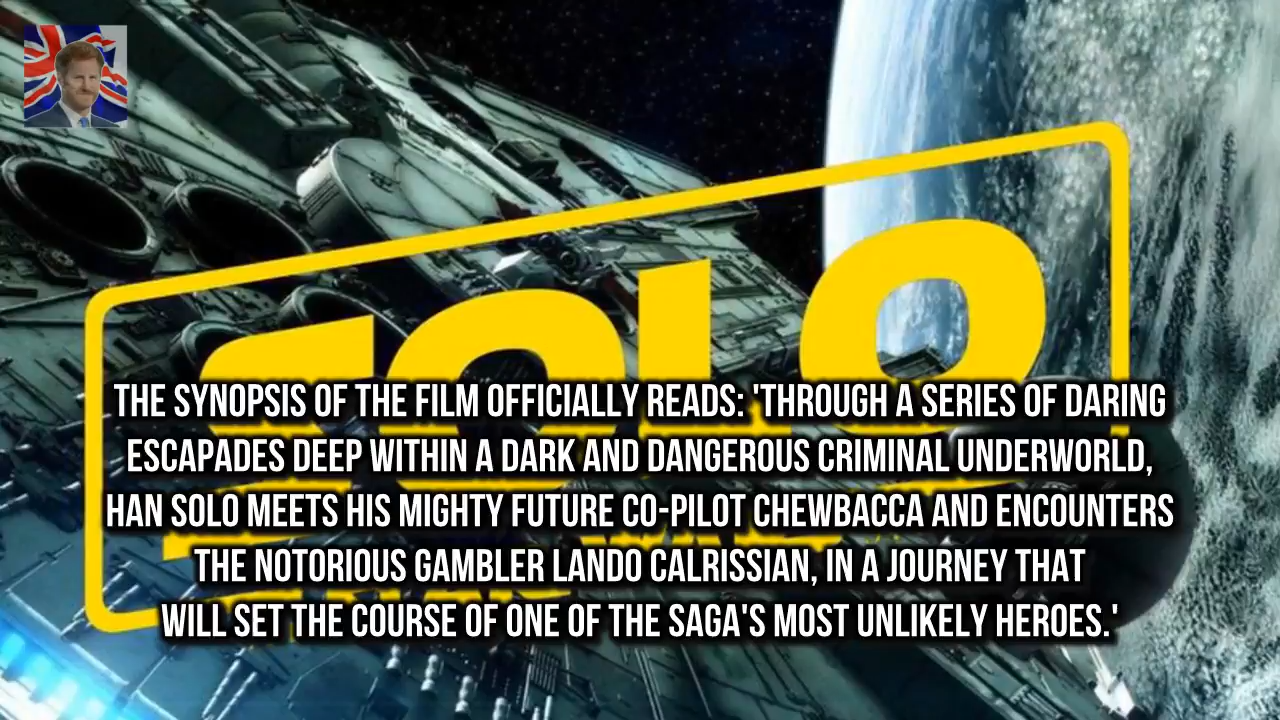 SOLO
THE SYNOPSIS OF THE FILM OFFICIALLY READS: 'THROUGH A SERIES OF DARING
ESCAPADES DEEP WITHIN A DARK AND DANGEROUS CRIMINAL UNDERWORLD,
HAN SOLO MEETS HIS MIGHTY FUTURE CO-PILOT CHEWBACCA AND ENCOUNTERS
THE NOTORIOUS GAMBLER LANDO CALRISSIAN, IN A JOURNEY THAT
WILL SET THE COURSE OF ONE OF THE SAGA'S MOST UNLIKELY HEROES.'